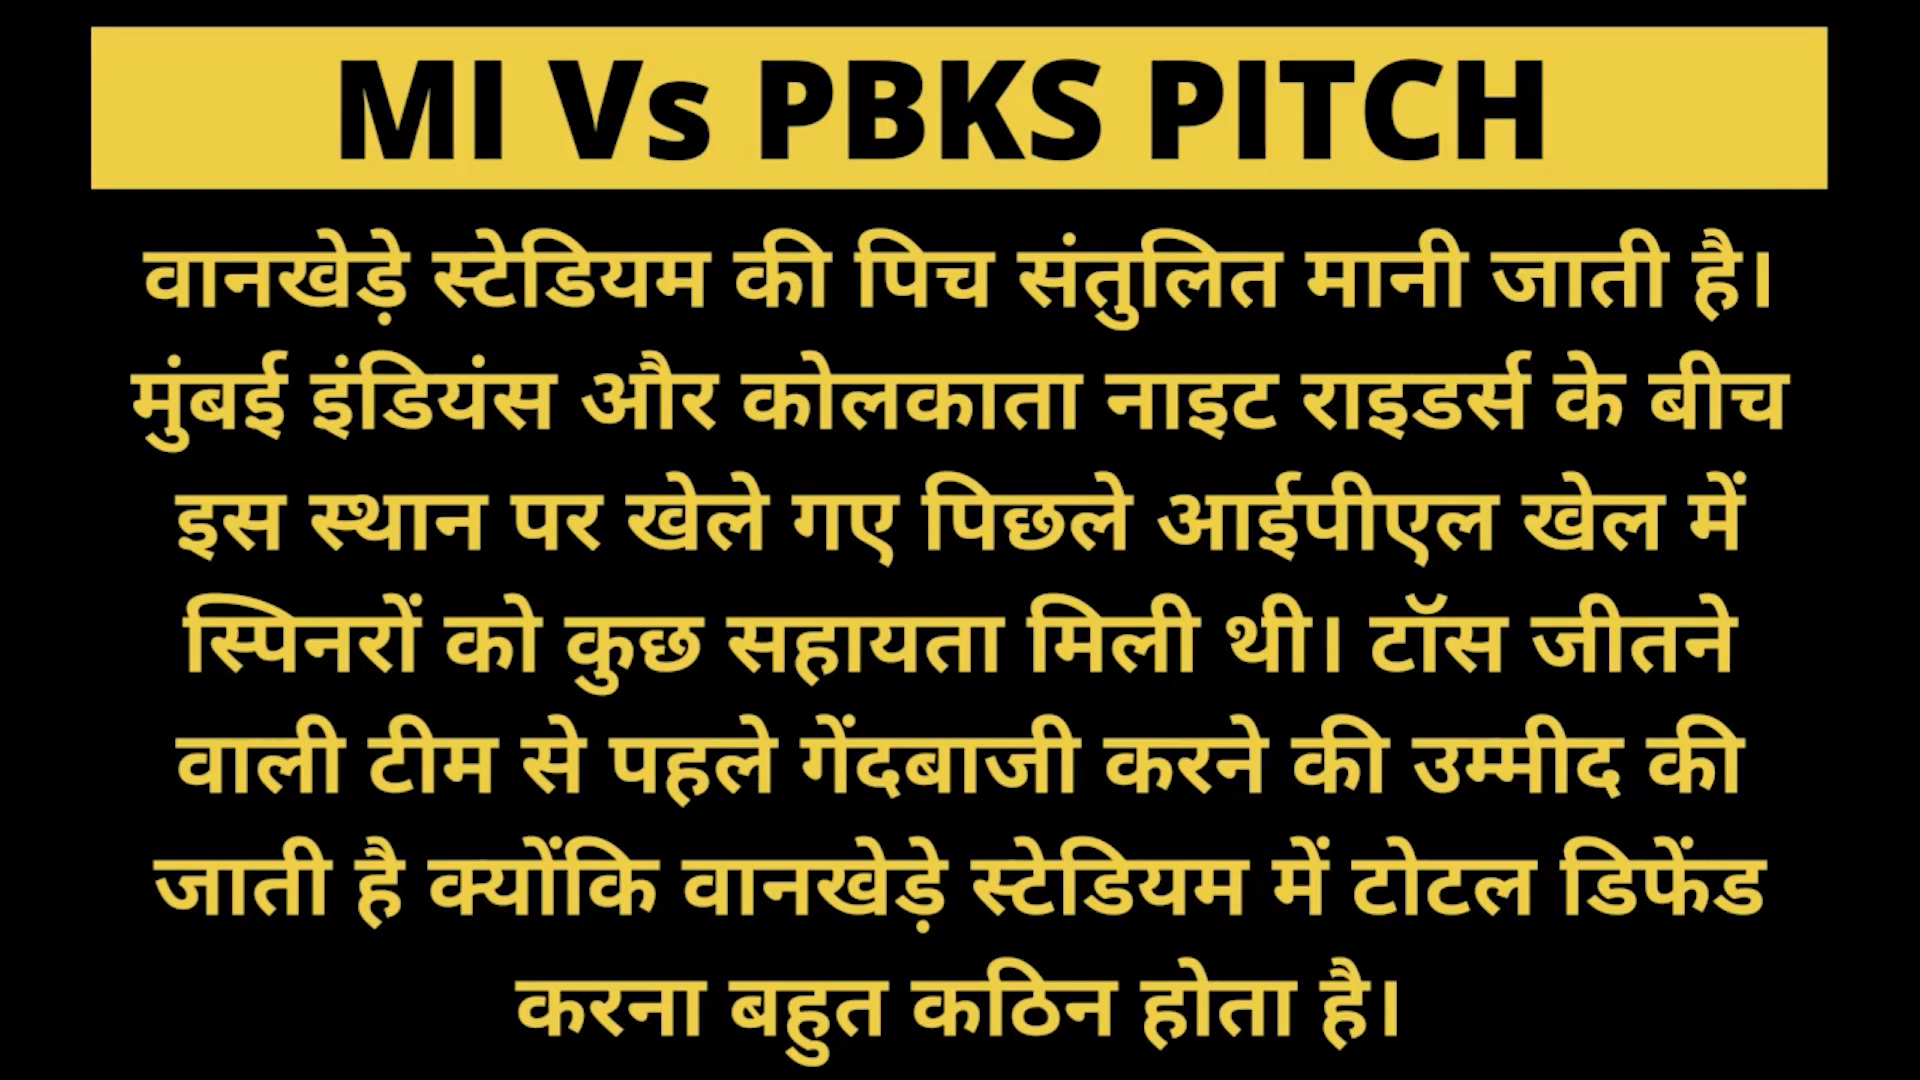 MI Vs PBKS PITCH
वानखेड़े स्टेडियम की पिच संतुलित मानी जाती है।
मुंबई इंडियंस और कोलकाता नाइट राइडर्स के बीच
इस स्थान पर खेले गए पिछले आईपीएल खेल में
स्पिनरों को कुछ सहायता मिली थी। टॉस जीतने
वाली टीम से पहले गेंदबाजी करने की उम्मीद की
जाती है क्योंकि वानखेड़े स्टेडियम में टोटल डिफेंड
करना बहुत कठिन होता है।